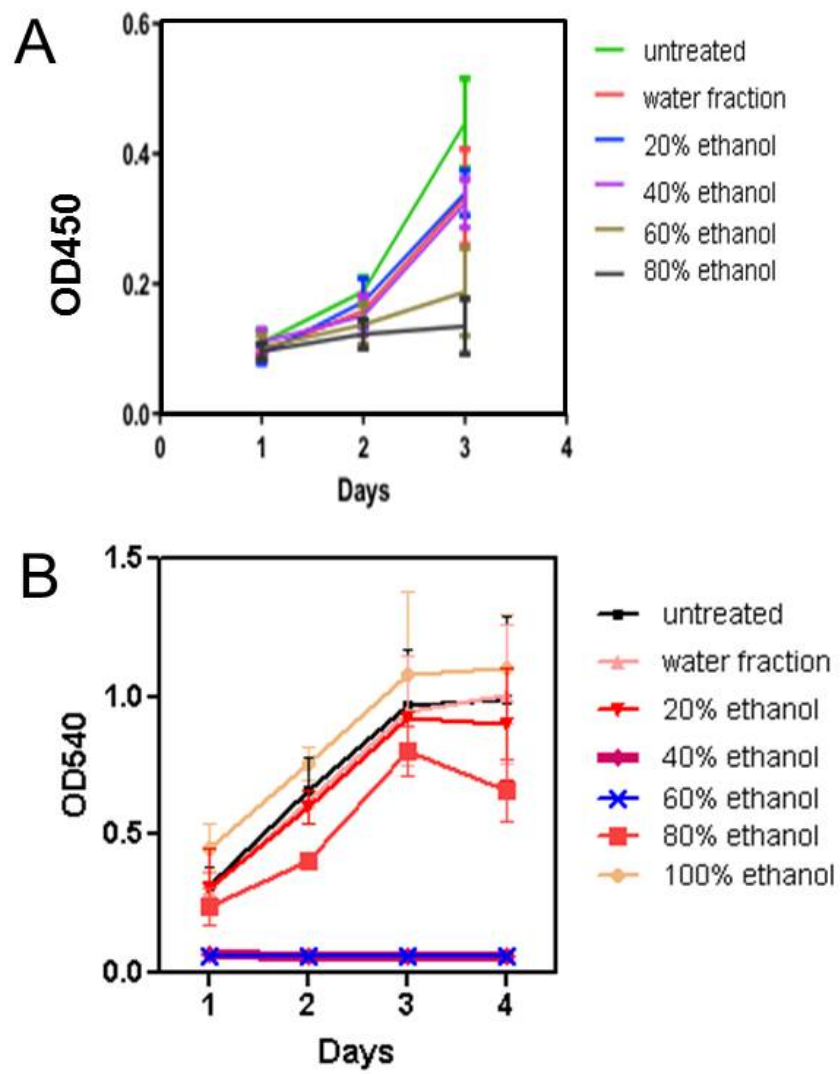 A
0.6
0.4
0.2
0.0
OD450
0 1 2 3 4
Days
untreated
water fraction
20% ethanol
40% ethanol
60% ethanol
80% ethanol
B
1.5
1.0
0.5
0.0
OD540
1 2 3 4
Days
untreated
water fraction
20% ethanol
40% ethanol
60% ethanol
80% ethanol
100% ethanol